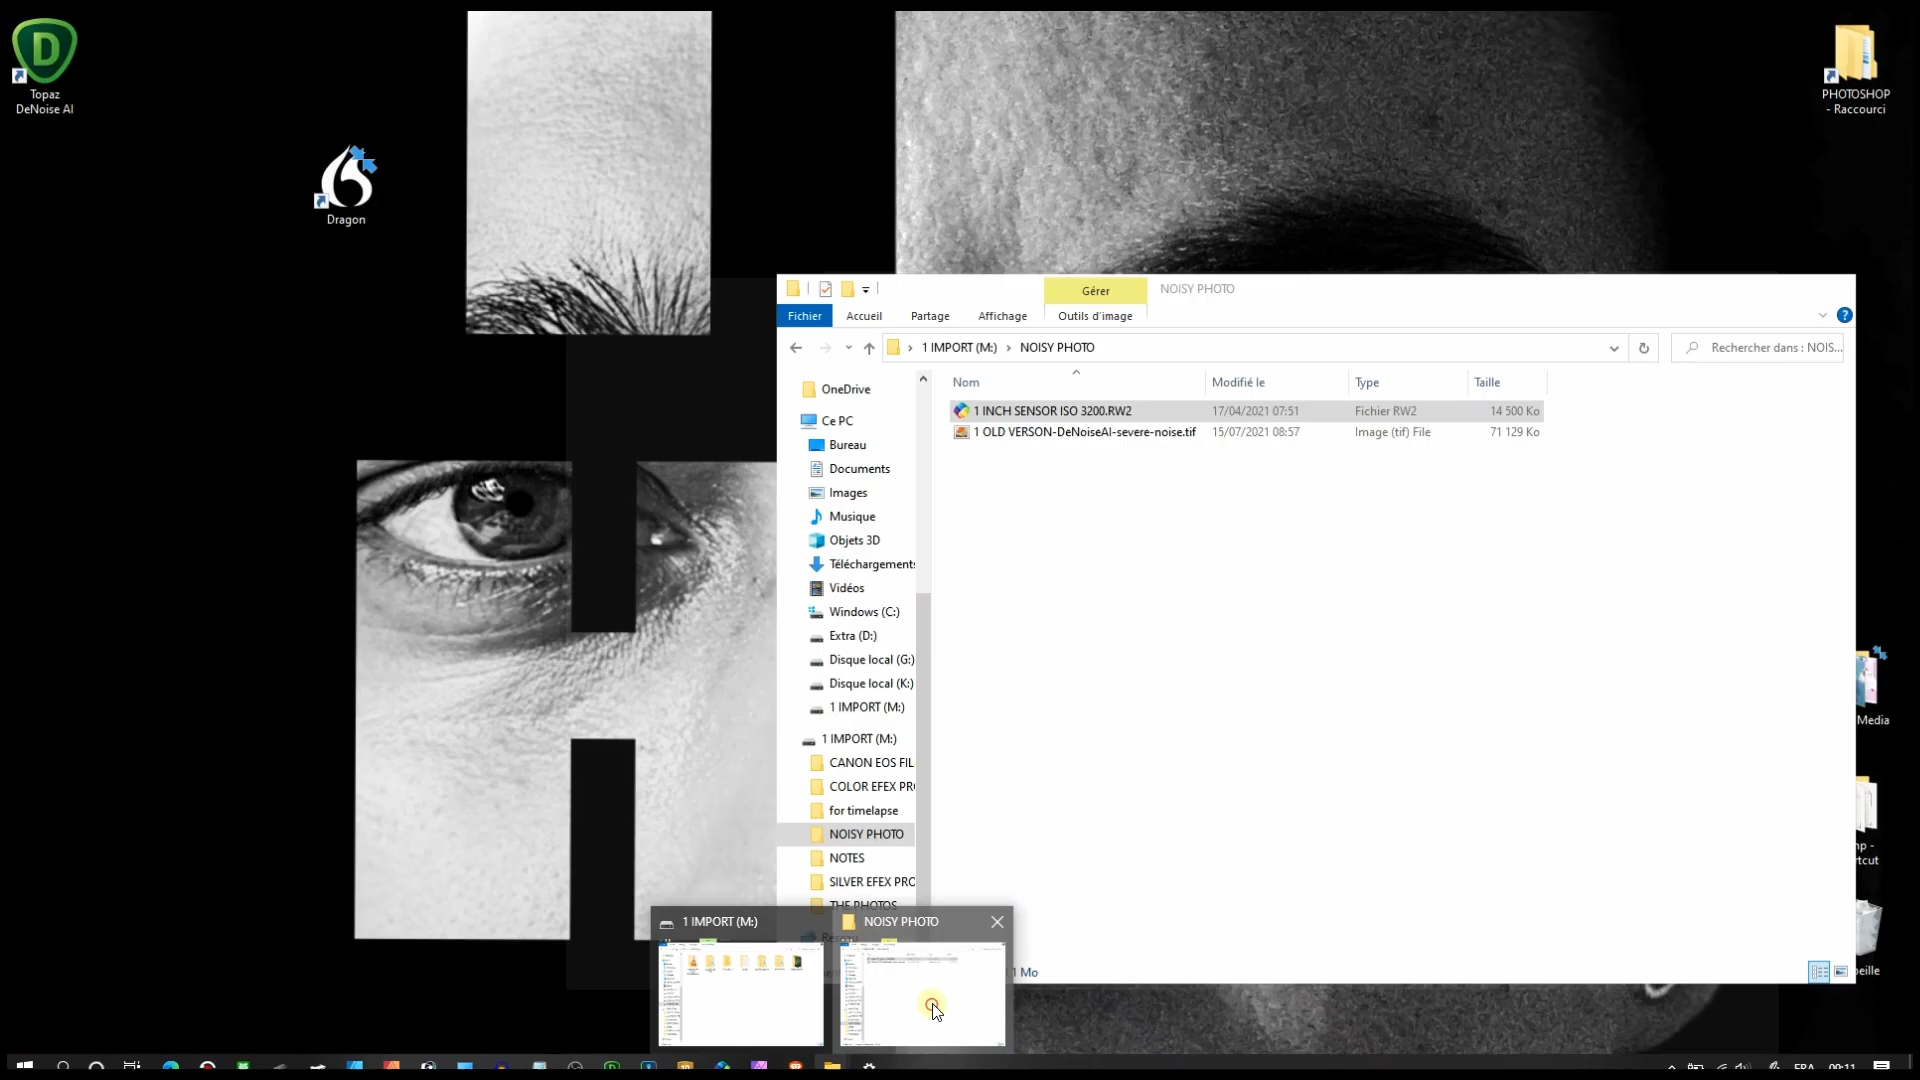 Topaz
DeNoise AI
Dragon
PHOTOSHOP
- Raccourci
Gérer
NOISY PHOTO
Fichier
Accueil
Partage
Affichage
Outils d'image
1 IMPORT (M:) › NOISY PHOTO
Rechercher dans : NOIS...
Nom
Modifié le
Type
Taille
1 INCH SENSOR ISO 3200.RW2
17/04/2021 07:51
Fichier RW2
14 500 Ko
1 OLD VERSON-DeNoiseAI-severe-noise.tif
15/07/2021 08:57
Image (tif) File
71 129 Ko
OneDrive
Ce PC
Bureau
Documents
Images
Musique
Objets 3D
Téléchargements
Vidéos
Windows (C:)
Extra (D:)
Disque local (G:)
Disque local (K:)
1 IMPORT (M:)
1 IMPORT (M:)
CANON EOS FIL
COLOR EFEX PR
for timelapse
NOISY PHOTO
NOTES
SILVER EFEX PRO
THE PHOTOS
1 IMPORT (M:)
NOISY PHOTO
1 Mo
Media
rtcut
beille
FRA
09:11